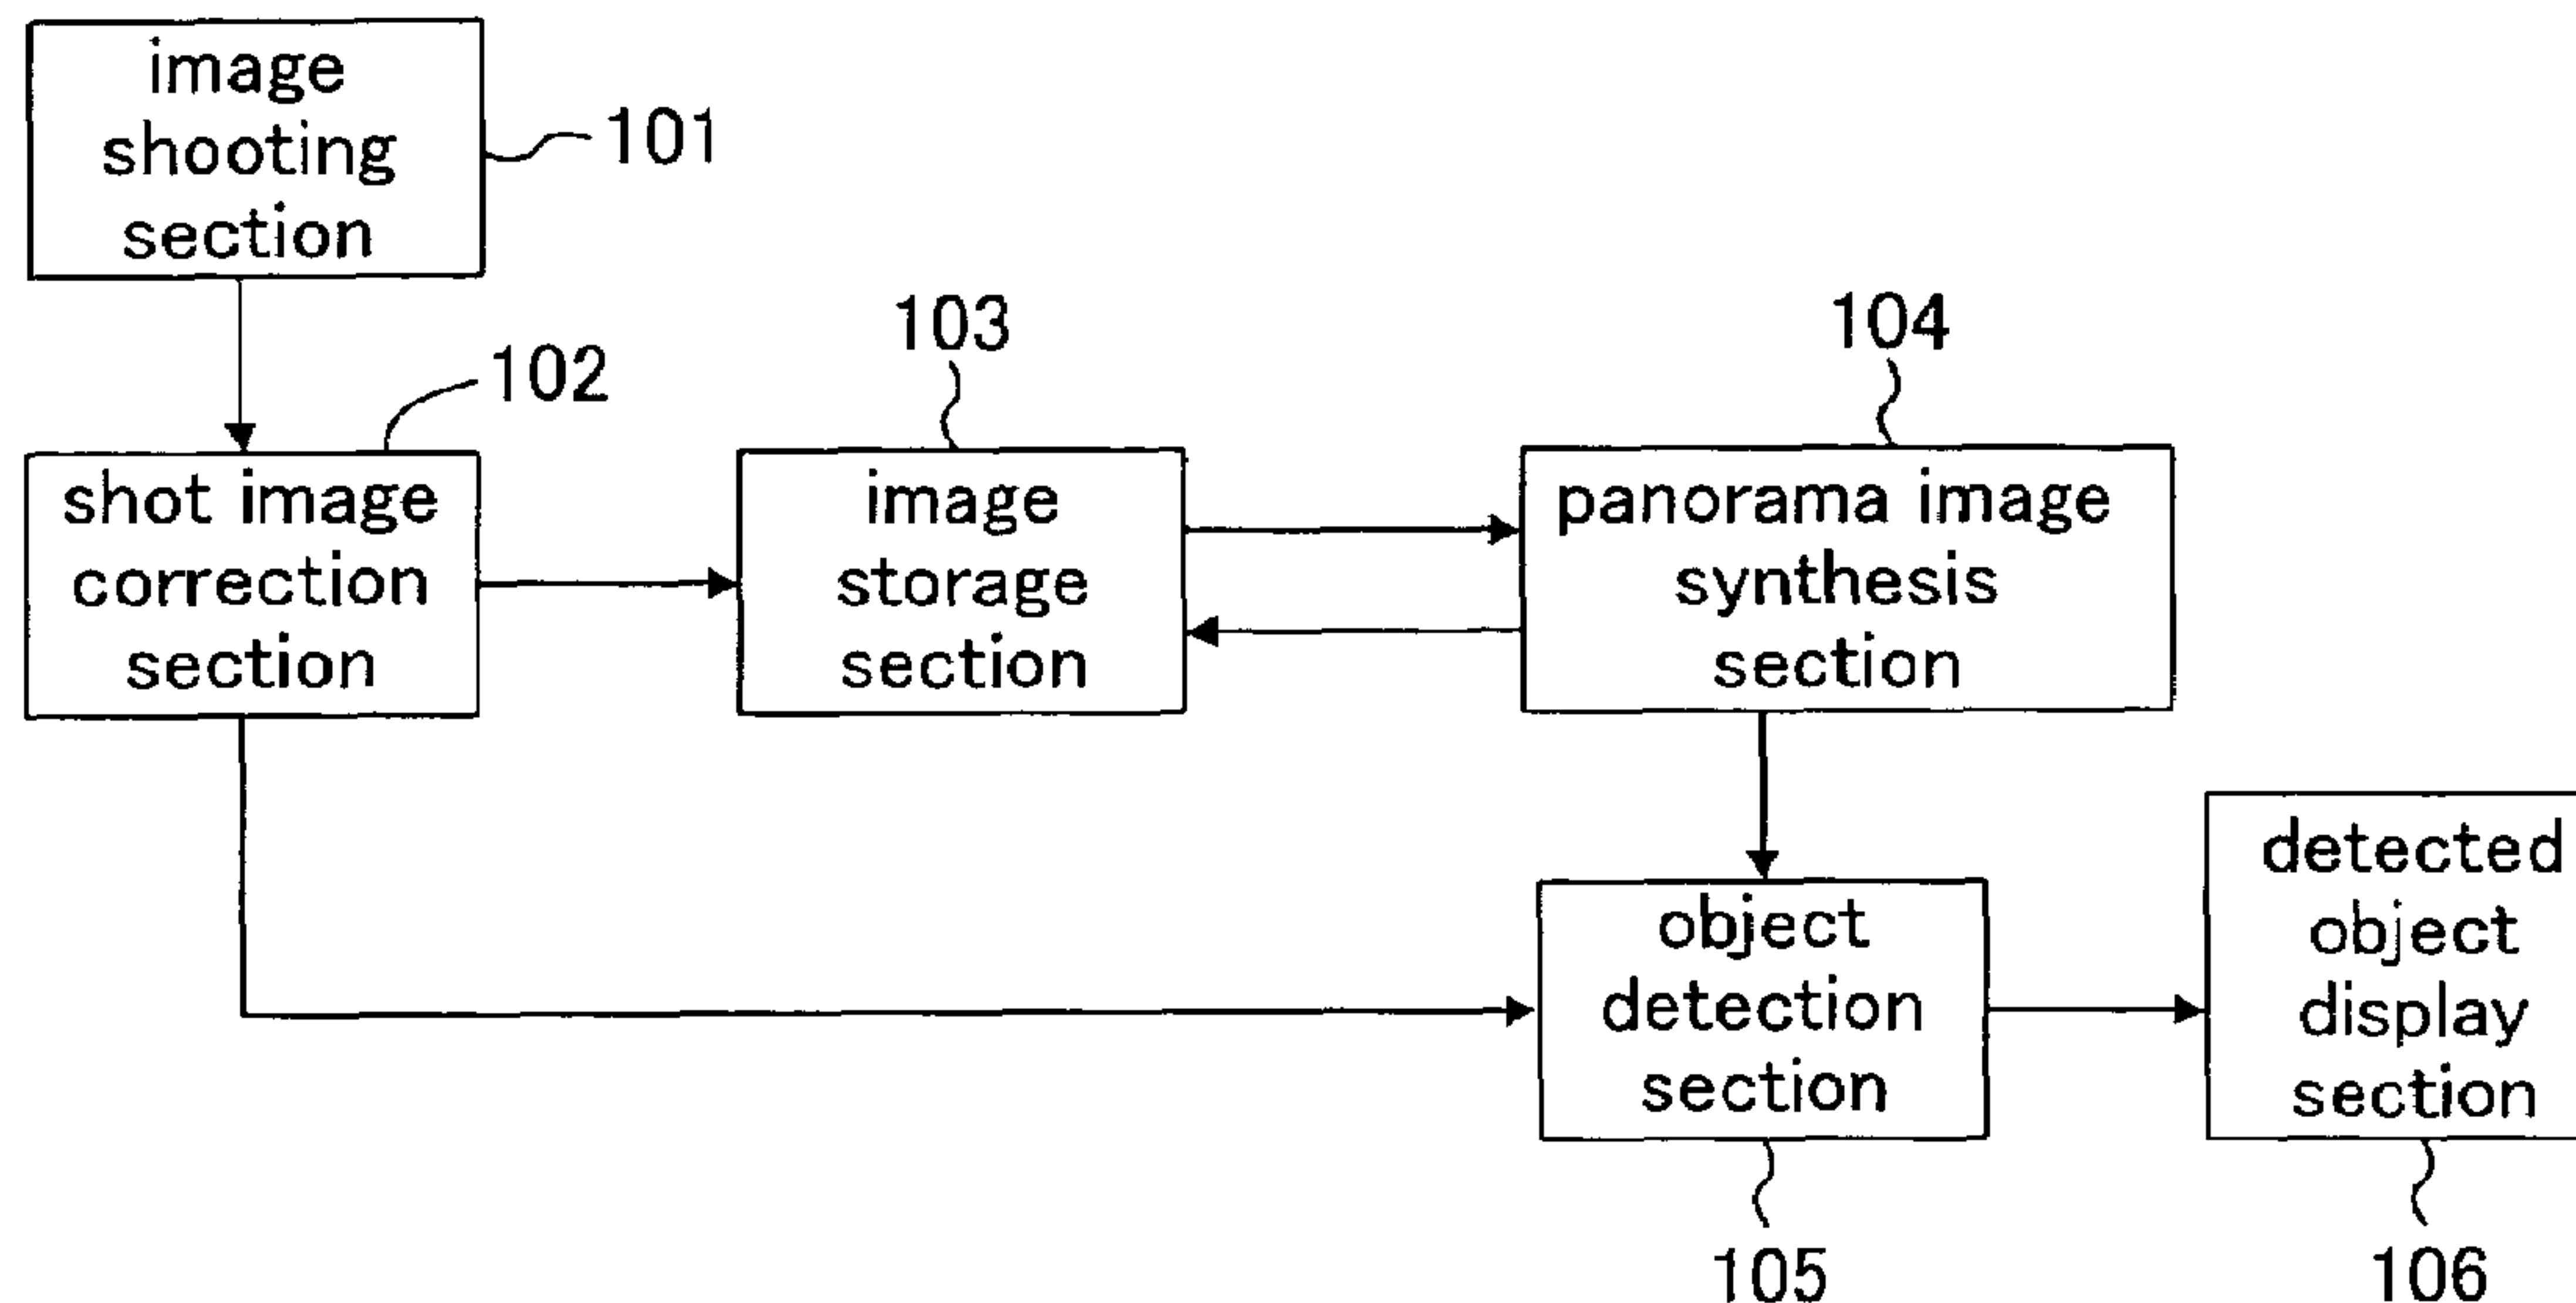 image
shooting
section
101
102
shot image
correction
section
103
image
storage
section
104
panorama image
synthesis
section
object
detection
section
105
detected
object
display
section
106